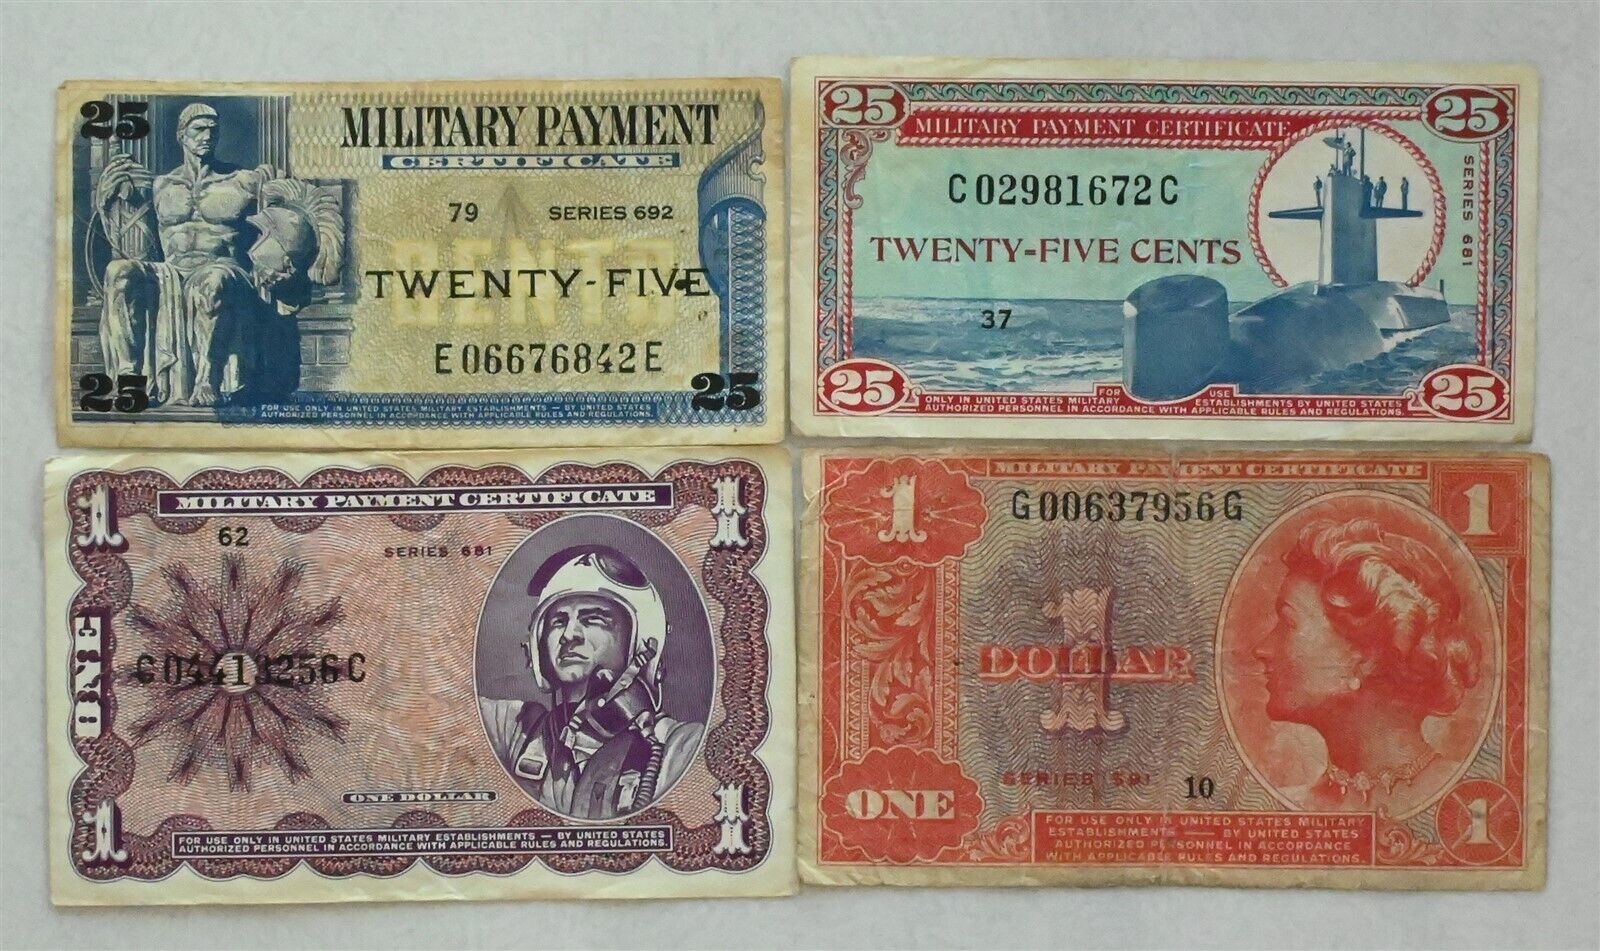 25
MILITARY PAYMENT
CERTIFICATE
79 SERIES 692
CENTS
TWENTY-FIVE
E06676842E
25 25
FOR USE ONLY IN UNITED STATES MILITARY ESTABLISHMENTS — BY UNITED STATES
AUTHORIZED PERSONNEL IN ACCORDANCE WITH APPLICABLE RULES AND REGULATIONS.
25 25
MILITARY PAYMENT CERTIFICATE
C02981672C
SERIES 681
TWENTY-FIVE CENTS
37
25 25
FOR USE
ONLY IN UNITED STATES MILITARY ESTABLISHMENTS BY UNITED STATES
AUTHORIZED PERSONNEL IN ACCORDANCE WITH APPLICABLE RULES AND REGULATIONS.
1 1
MILITARY PAYMENT CERTIFICATE
62
SERIES 681
ONE
C04413256C
ONE DOLLAR
1 1
FOR USE ONLY IN UNITED STATES MILITARY ESTABLISHMENTS — BY UNITED STATES
AUTHORIZED PERSONNEL IN ACCORDANCE WITH APPLICABLE RULES AND REGULATIONS.
MILITARY PAYMENT CERTIFICATE
1 1
G00637956G
1
DOLLAR
SERIES 591 10
ONE 1
FOR USE ONLY IN UNITED STATES MILITARY
ESTABLISHMENTS — BY UNITED STATES
AUTHORIZED PERSONNEL IN ACCORDANCE
WITH APPLICABLE RULES AND REGULATIONS.